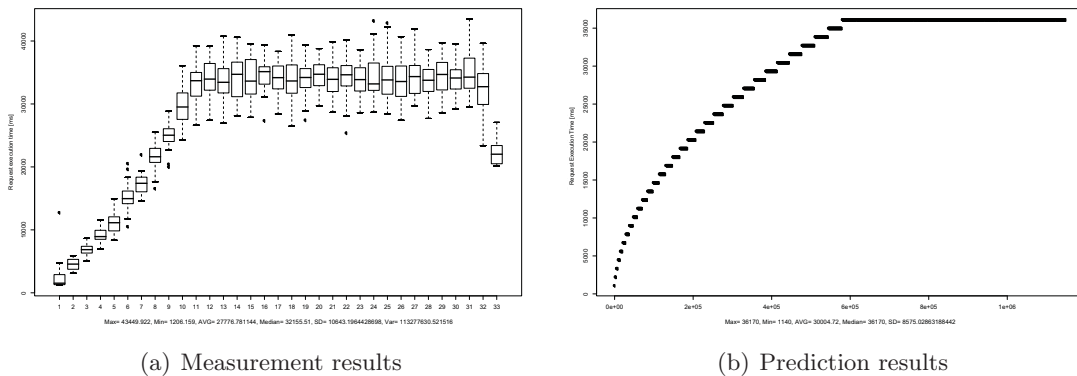 Request execution time [ms]
40000
30000
20000
10000
0
1 2 3 4 5 6 7 8 9 10 11 12 13 14 15 16 17 18 19 20 21 22 23 24 25 26 27 28 29 30 31 32 33
Max= 43449.922, Min= 1206.159, AVG= 27776.781144, Median= 32155.51, SD= 10643.1964428698, Var= 113277630.521516
(a) Measurement results
Request Execution Time [ms]
35000
30000
25000
20000
15000
10000
5000
0
0e+00 2e+05 4e+05 6e+05 8e+05 1e+06
Max= 36170, Min= 1140, AVG= 30004.72, Median= 36170, SD= 8575.02863188442
(b) Prediction results